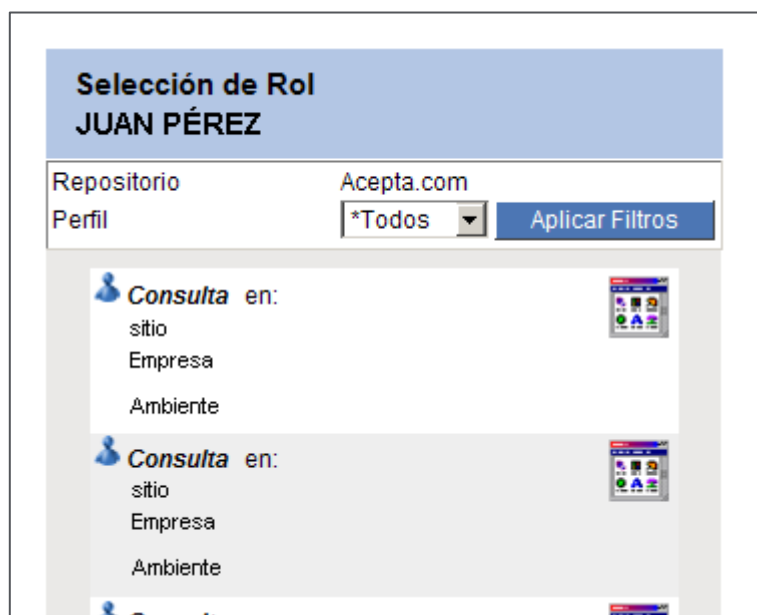 Selección de Rol
JUAN PÉREZ
Repositorio Acepta.com
Perfil *Todos Aplicar Filtros
Consulta en:
sitio
Empresa
Ambiente
Consulta en:
sitio
Empresa
Ambiente